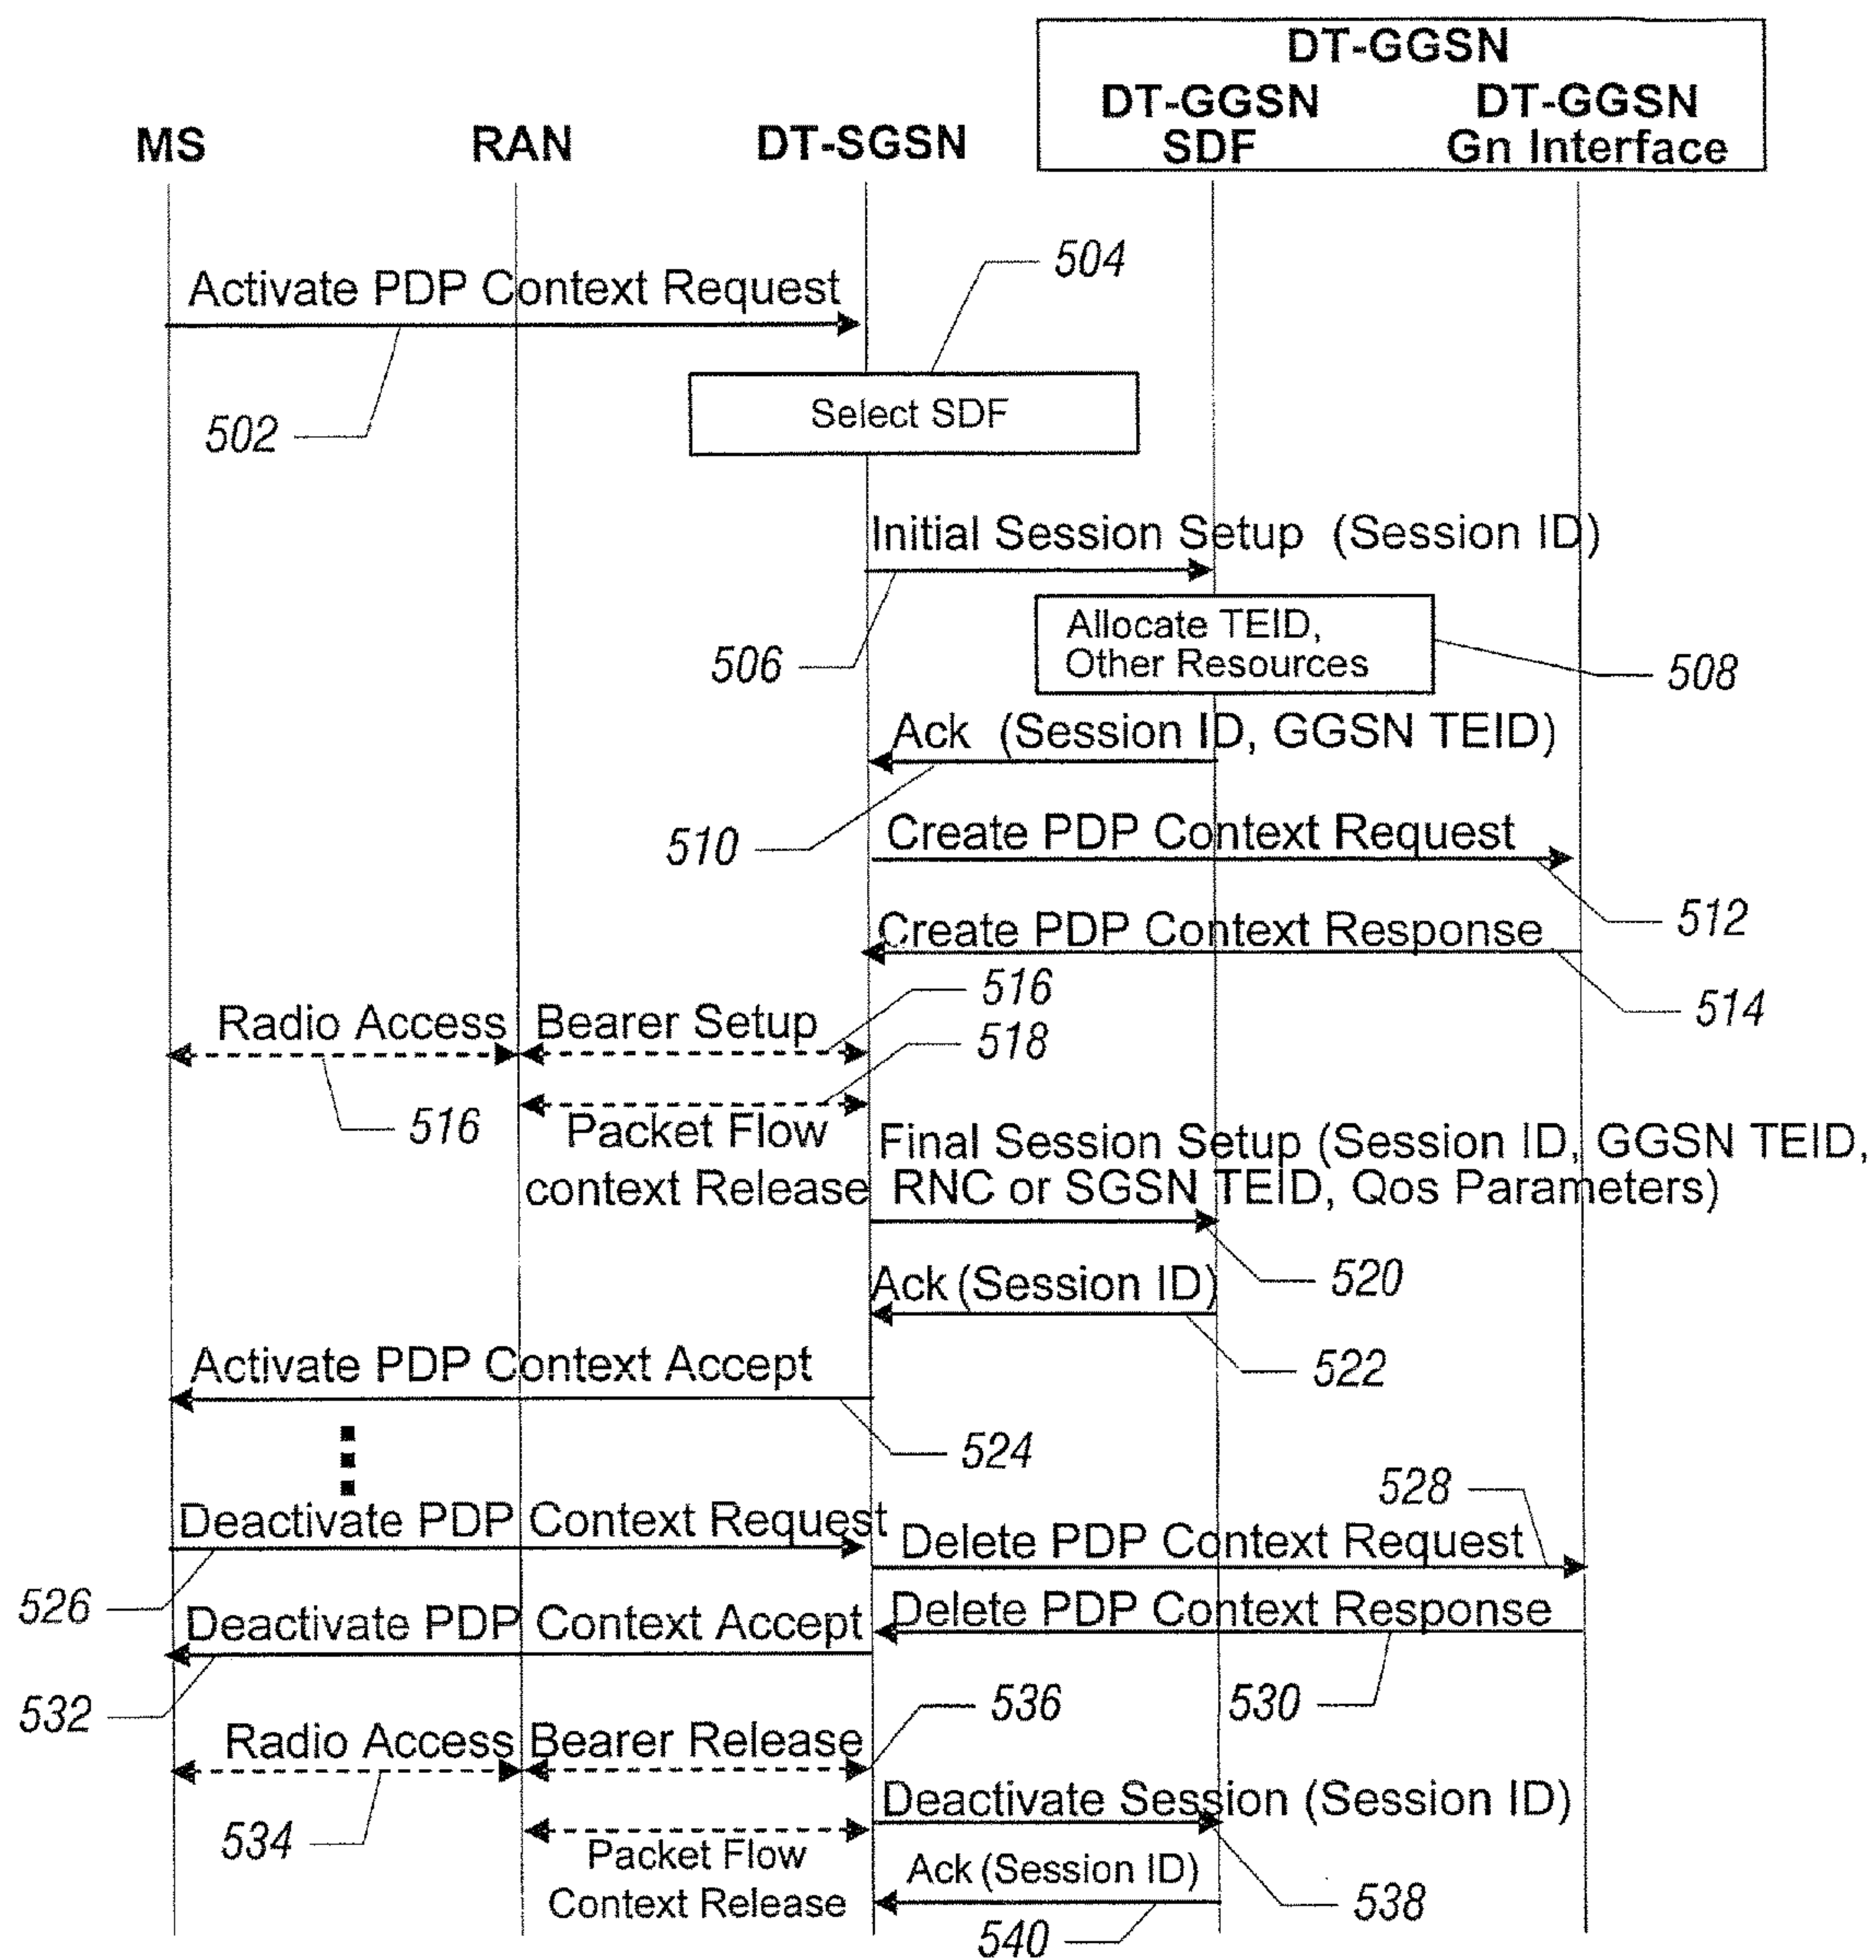 DT-GGSN
DT-GGSN
SDF
DT-GGSN
Gn Interface
MS
RAN
DT-SGSN
504
Activate PDP Context Request
502
Select SDF
Initial Session Setup (Session ID)
506
Allocate TEID,
Other Resources
508
Ack (Session ID, GGSN TEID)
510
Create PDP Context Request
512
Create PDP Context Response
514
516
Radio Access
Bearer Setup
518
516
Packet Flow
context Release
Final Session Setup (Session ID, GGSN TEID,
RNC or SGSN TEID, Qos Parameters)
520
Ack (Session ID)
522
Activate PDP Context Accept
524
528
Deactivate PDP Context Request
Delete PDP Context Request
526
Deactivate PDP Context Accept
Delete PDP Context Response
532
530
536
Radio Access
Bearer Release
534
Deactivate Session (Session ID)
Packet Flow
Context Release
Ack (Session ID)
538
540